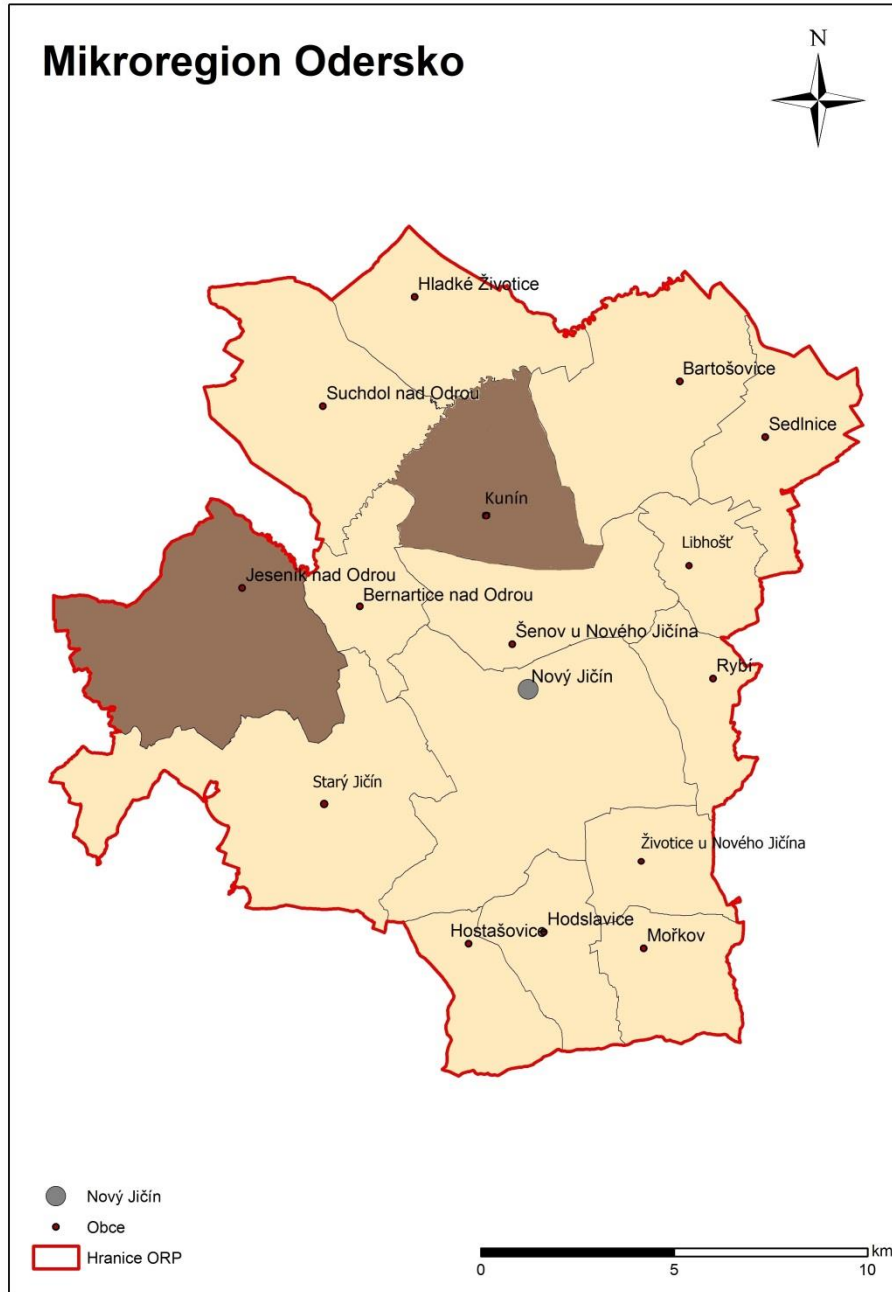 Mikroregion Odersko
N
Hladké Životice
Bartošovice
Suchdol nad Odrou
Sedlnice
Kunín
Libhošť
Jeseník nad Odrou
Bernartice nad Odrou
Šenov u Nového Jičína
Rybí
Nový Jičín
Starý Jičín
Životice u Nového Jičína
Hodslavice
Hostašovice
Mořkov
Nový Jičín
Obce
Hranice ORP
km
0 5 10